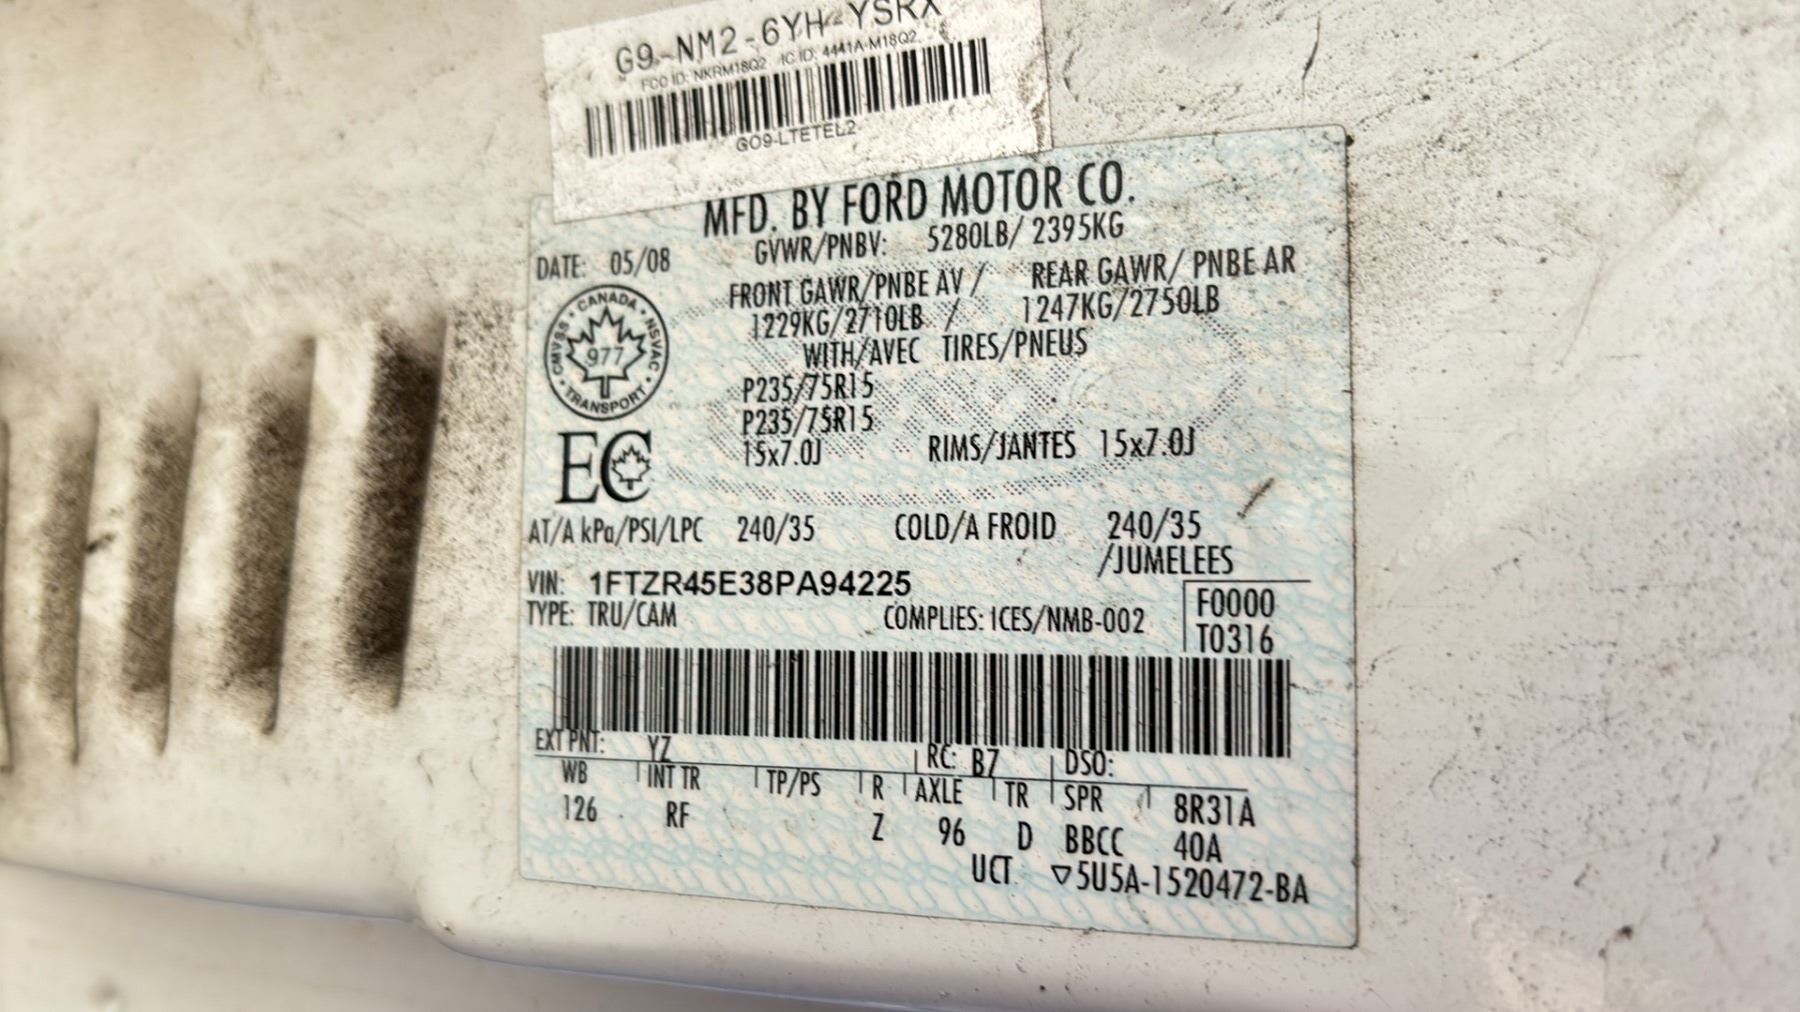 G9-NM2-6YH-YSRX
FCC ID: NKRM18Q2 IC ID: 4441A-M18Q2
GO9-LTETEL2
MFD. BY FORD MOTOR CO.
DATE: 05/08 GVWR/PNBV: 5280LB/ 2395KG
FRONT GAWR/PNBE AV / REAR GAWR/ PNBE AR
1229KG/2710LB / 1247KG/2750LB
WITH/AVEC TIRES/PNEUS
P235/75R15
P235/75R15
15x7.0J RIMS/JANTES 15x7.0J
CANADA
CMVSS NSVAC
977
TRANSPORT
EC
AT/A kPa/PSI/LPC 240/35 COLD/A FROID 240/35
/JUMELEES
VIN: 1FTZR45E38PA94225
TYPE: TRU/CAM COMPLIES: ICES/NMB-002
F0000
T0316
EXT PNT: YZ RC: B7 DSO:
WB INT TR TP/PS R AXLE TR SPR 8R31A
126 RF Z 96 D BBCC 40A
UCT ▽5U5A-1520472-BA